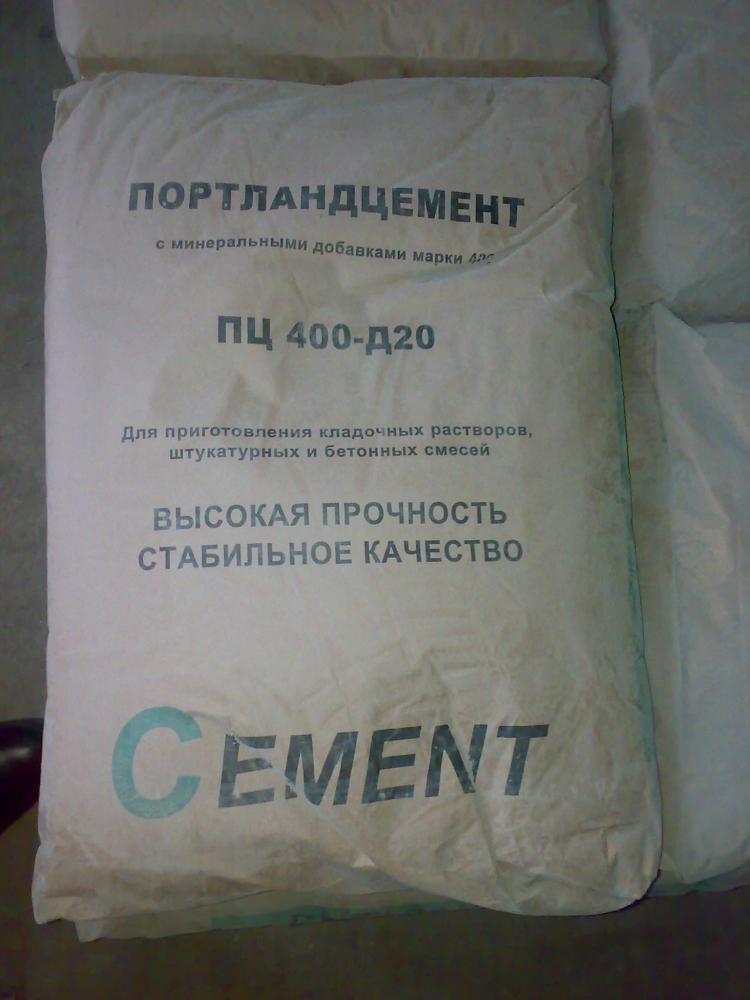 ПОРТЛАНДЦЕМЕНТ
с минеральными добавками марки
ПЦ 400-Д20
Для приготовления кладочных растворов,
штукатурных и бетонных смесей
ВЫСОКАЯ ПРОЧНОСТЬ
СТАБИЛЬНОЕ КАЧЕСТВО
CEMENT